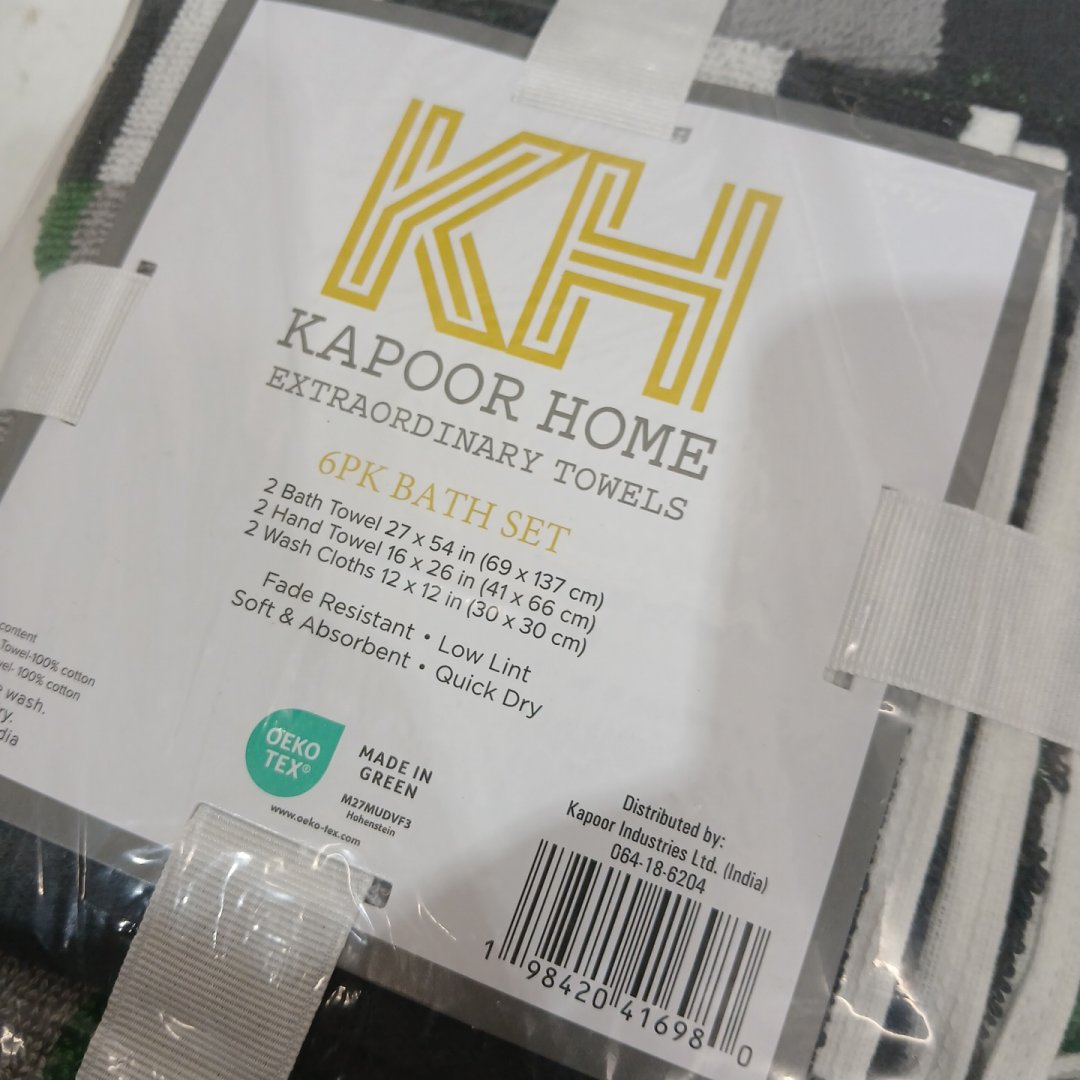 KH
KAPOOR HOME
EXTRAORDINARY TOWELS
6PK BATH SET
2 Bath Towel 27 x 54 in (69 x 137 cm)
2 Hand Towel 16 x 26 in (41 x 66 cm)
2 Wash Cloths 12 x 12 in (30 x 30 cm)
Fade Resistant • Low Lint
Soft & Absorbent • Quick Dry
content
Towel-100% cotton
100% cotton
wash.
OEKO
TEX®
MADE IN
GREEN
M27MUDVF3
Hohenstein
www.oeko-tex.com
Distributed by:
Kapoor Industries Ltd. (India)
064-18-6204
1 98420 41698 0